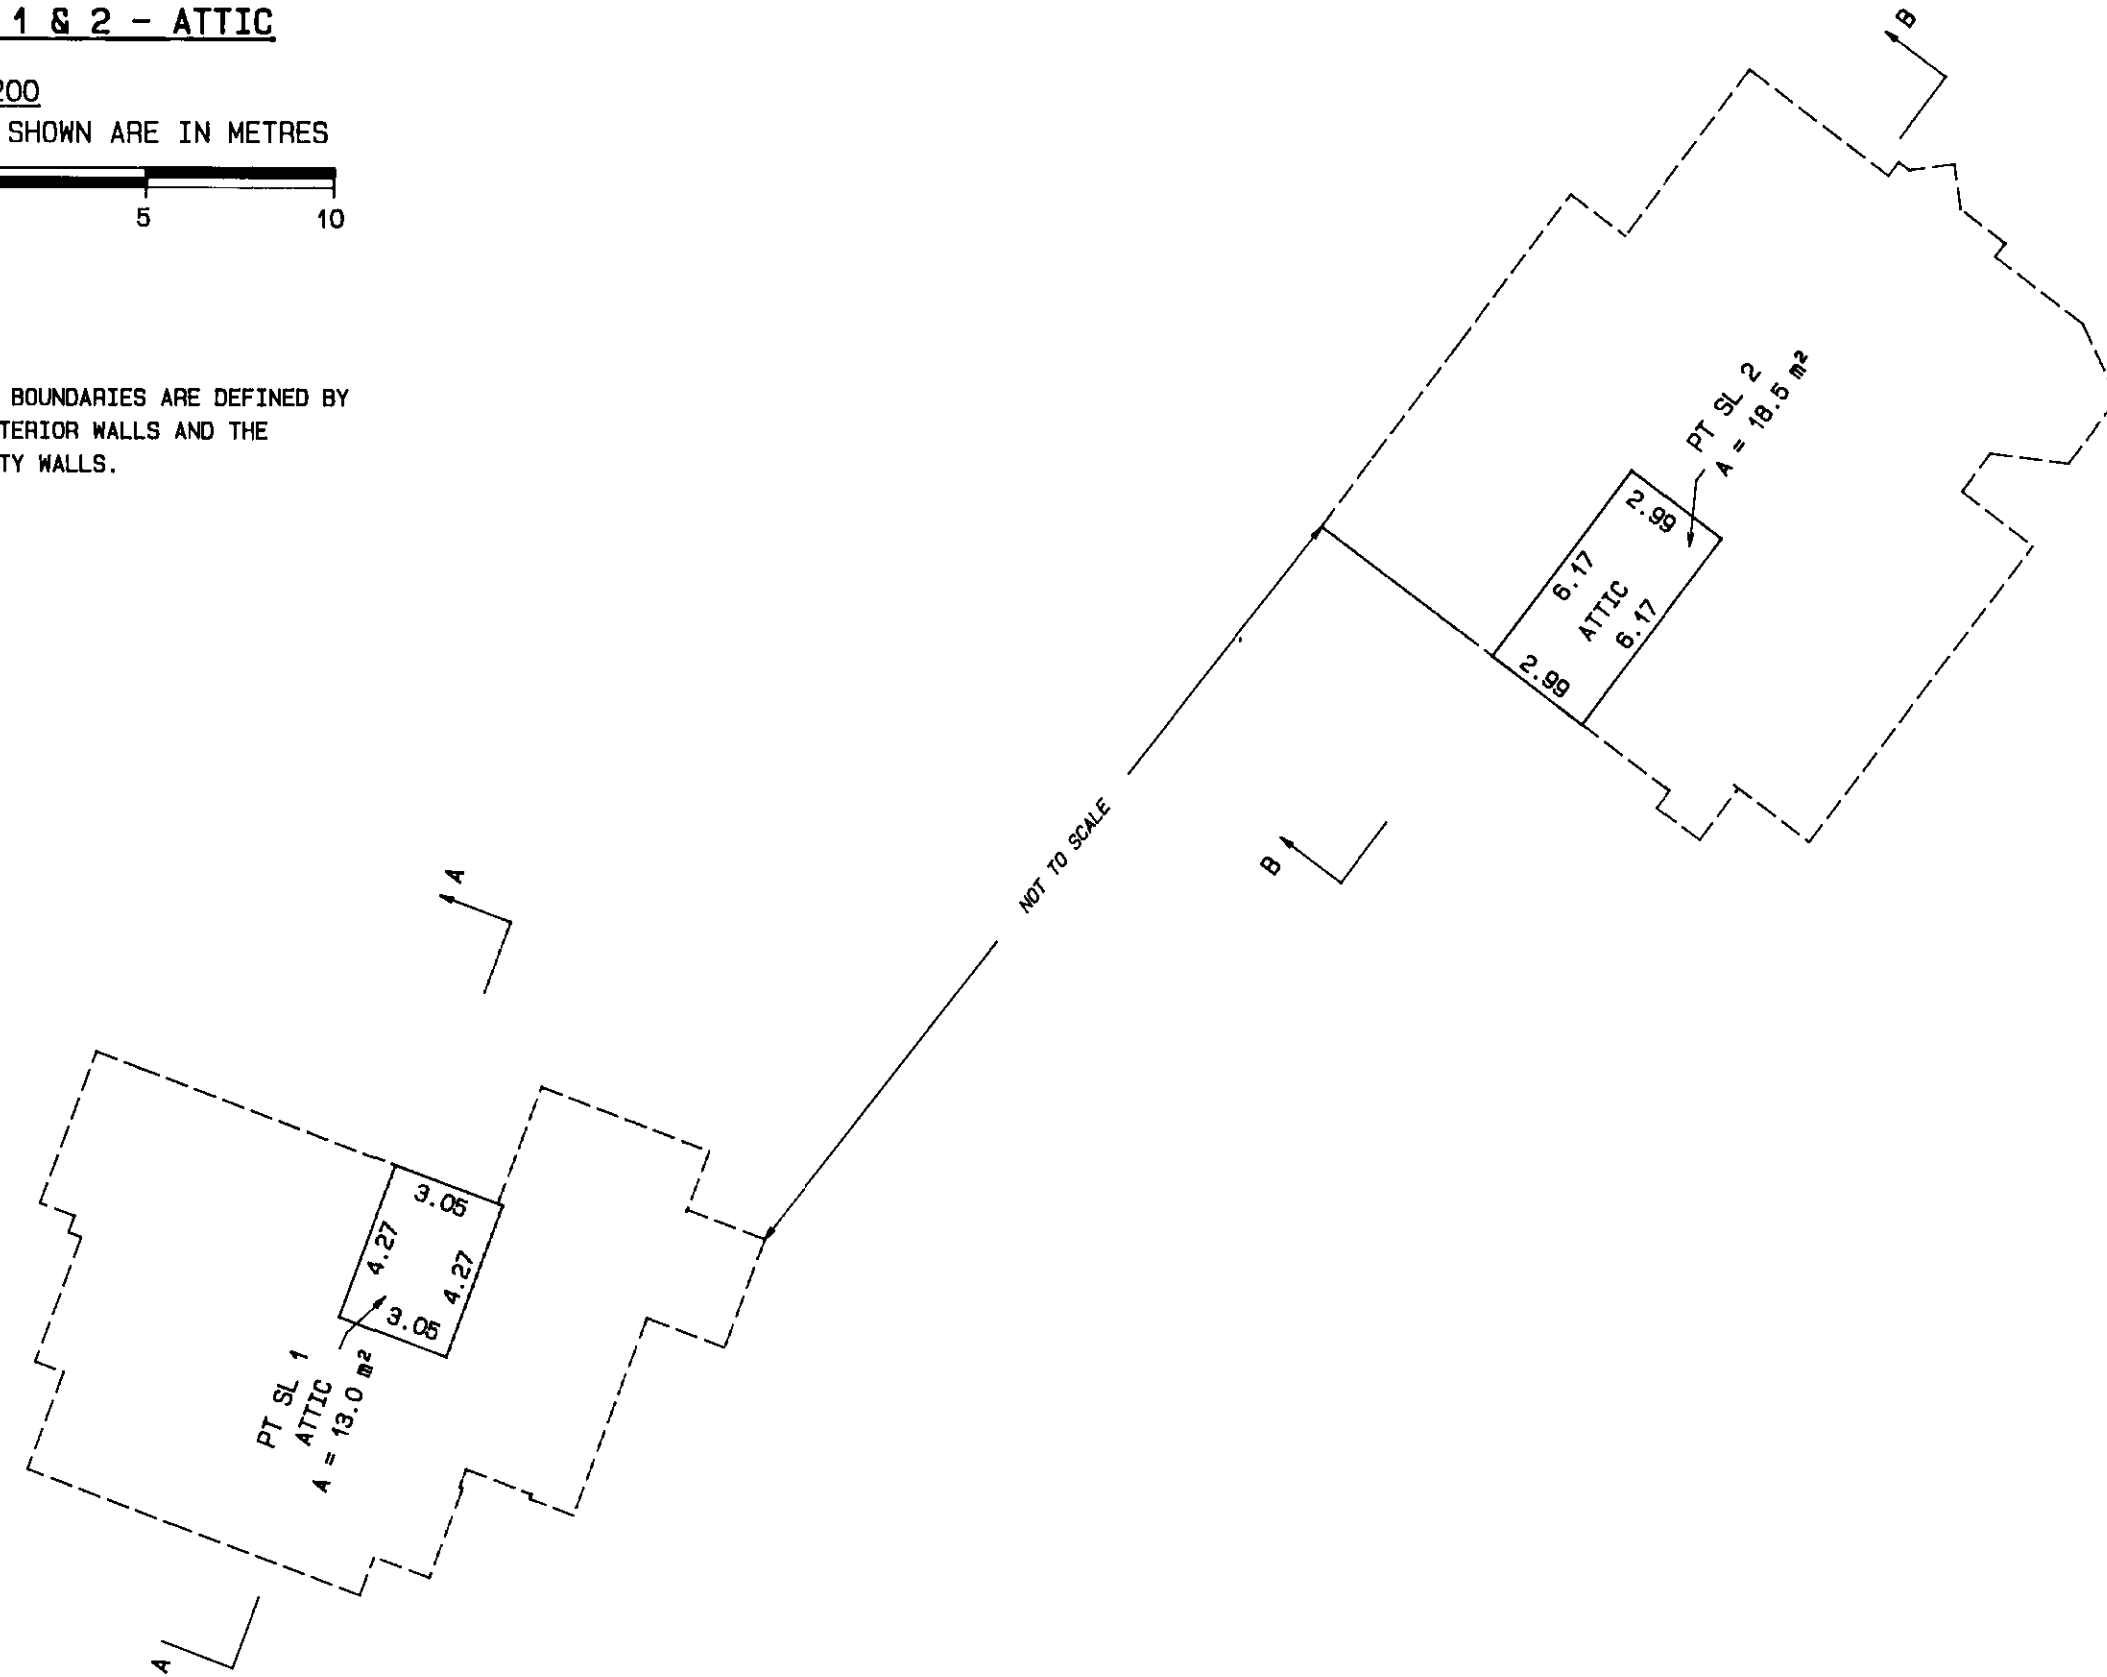 1 & 2 - ATTIC
200
SHOWN ARE IN METRES
5 10
BOUNDARIES ARE DEFINED BY
TERIOR WALLS AND THE
TY WALLS.
B
PT SL 2
A = 18.5 m²
2.99
6.17
ATTIC
6.17
2.99
B
NOT TO SCALE
A
3.05
4.27
4.27
3.05
PT SL 1
ATTIC
A = 13.0 m²
A